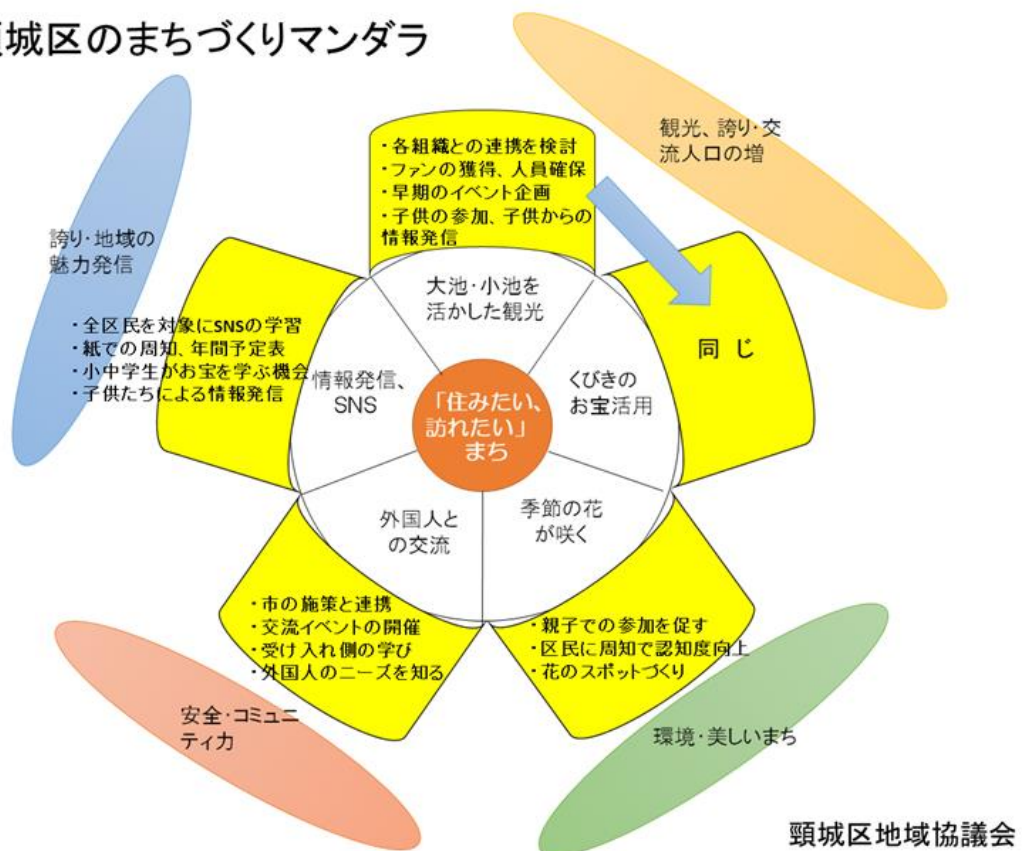 頸城区のまちづくりマンダラ
観光、誇り・交
流人口の増
・各組織との連携を検討
・ファンの獲得、人員確保
・早期のイベント企画
・子供の参加、子供からの
情報発信
誇り・地域の
魅力発信
大池・小池を
活かした観光
・全区民を対象にSNSの学習
・紙での周知、年間予定表
・小中学生がお宝を学ぶ機会
・子供たちによる情報発信
情報発信、
SNS
「住みたい、
訪れたい」
まち
くびきの
お宝活用
同じ
外国人と
の交流
季節の花
が咲く
・市の施策と連携
・交流イベントの開催
・受け入れ側の学び
・外国人のニーズを知る
・親子での参加を促す
・区民に周知で認知度向上
・花のスポットづくり
安全・コミュニ
ティ力
環境・美しいまち
頸城区地域協議会